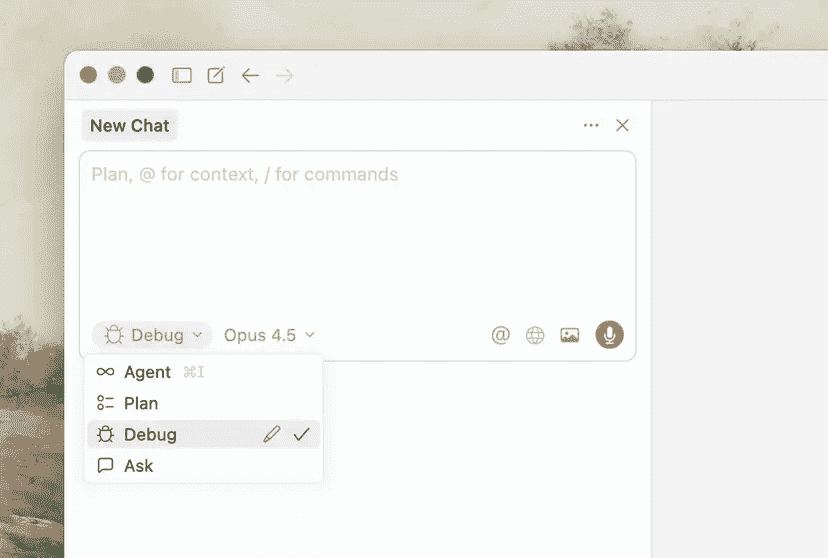 New Chat
Plan, @ for context, / for commands
Debug
Opus 4.5
@
Agent ⌘I
Plan
Debug
Ask